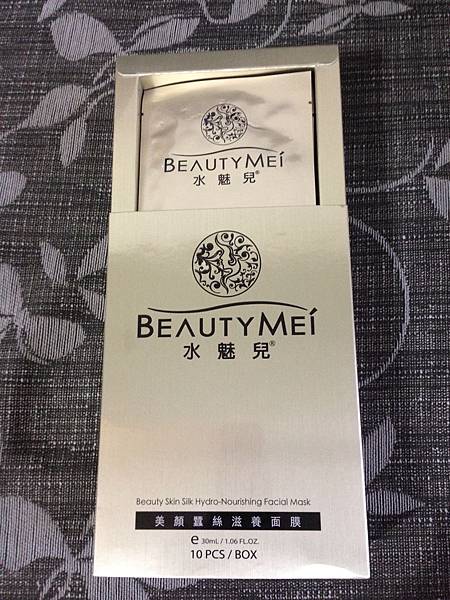 BEAUTYMEÍ
水魅兒®
BEAUTYMEÍ
水魅兒®
Beauty Skin Silk Hydro-Nourishing Facial Mask
美顏蠶絲滋養面膜
e 30mL / 1.06 FL.OZ.
10 PCS / BOX